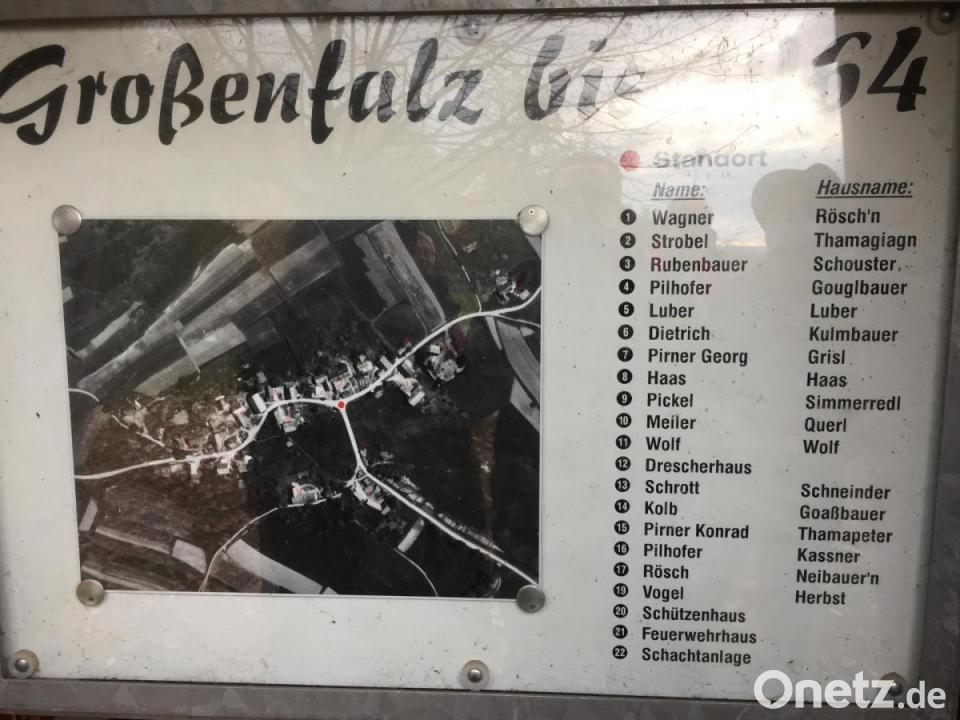 Großenfalz bis 64
Standort
Name: Hausname:
1 Wagner Rösch'n
2 Strobel Thamagiagn
3 Rubenbauer Schouster,
4 Pilhofer Gouglbauer
5 Luber Luber
6 Dietrich Kulmbauer
7 Pirner Georg Grisl
8 Haas Haas
9 Pickel Simmerredl
10 Meiler Querl
11 Wolf Wolf
12 Drescherhaus
13 Schrott Schneinder
14 Kolb Goaßbauer
15 Pirner Konrad Thamapeter
16 Pilhofer Kassner
17 Rösch Neibauer'n
19 Vogel Herbst
20 Schützenhaus
21 Feuerwehrhaus
22 Schachtanlage
Onetz.de